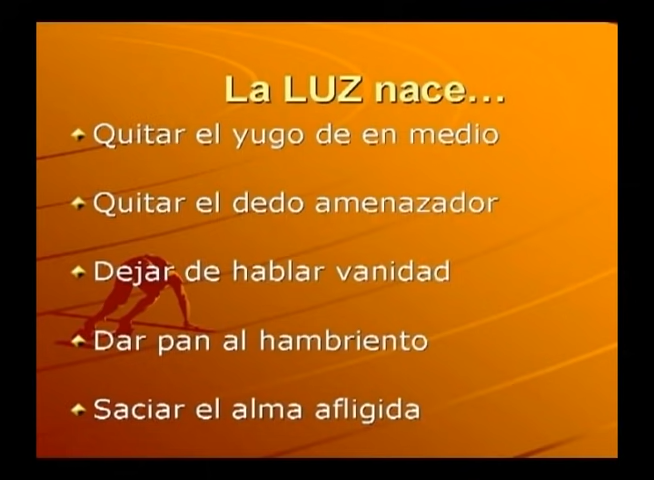 La LUZ nace...
Quitar el yugo de en medio
Quitar el dedo amenazador
Dejar de hablar vanidad
Dar pan al hambriento
Saciar el alma afligida